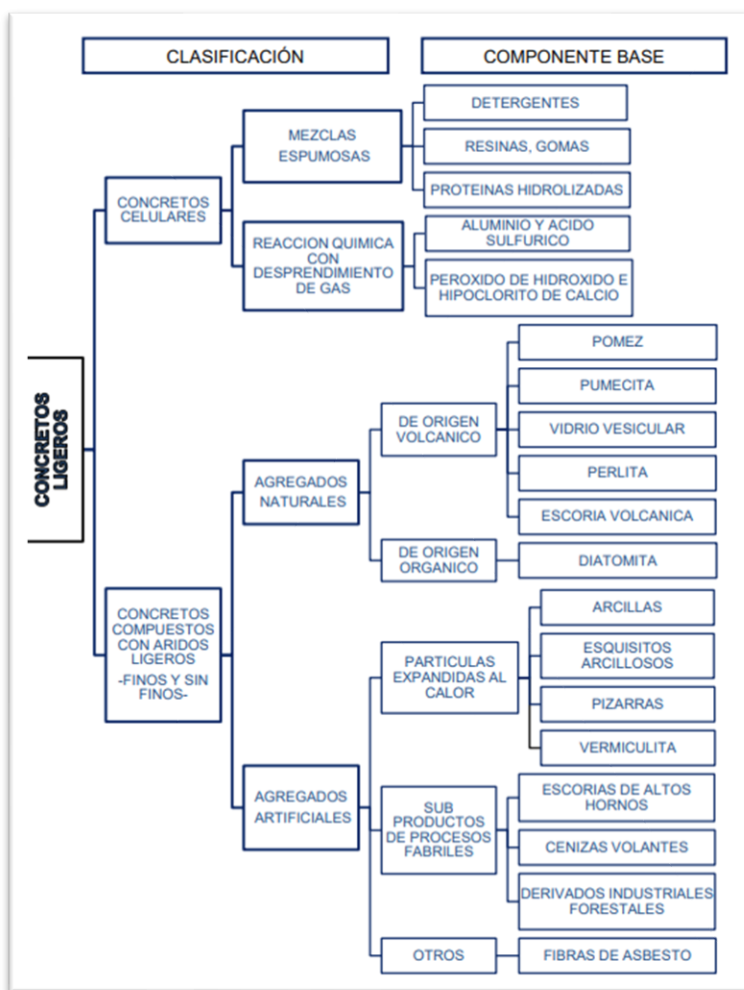 CLASIFICACIÓN
COMPONENTE BASE
CONCRETOS
LIGEROS
CONCRETOS
CELULARES
MEZCLAS
ESPUMOSAS
DETERGENTES
RESINAS, GOMAS
PROTEINAS HIDROLIZADAS
REACCION QUIMICA
CON
DESPRENDIMIENTO
DE GAS
ALUMINIO Y ACIDO
SULFURICO
PEROXIDO DE HIDROXIDO E
HIPOCLORITO DE CALCIO
CONCRETOS
COMPUESTOS
CON ARIDOS
LIGEROS
-FINOS Y SIN
FINOS-
AGREGADOS
NATURALES
DE ORIGEN
VOLCANICO
POMEZ
PUMECITA
VIDRIO VESICULAR
PERLITA
ESCORIA VOLCANICA
DE ORIGEN
ORGANICO
DIATOMITA
AGREGADOS
ARTIFICIALES
PARTICULAS
EXPANDIDAS AL
CALOR
ARCILLAS
ESQUISITOS
ARCILLOSOS
PIZARRAS
VERMICULITA
SUB
PRODUCTOS
DE PROCESOS
FABRILES
ESCORIAS DE ALTOS
HORNOS
CENIZAS VOLANTES
DERIVADOS INDUSTRIALES
FORESTALES
OTROS
FIBRAS DE ASBESTO